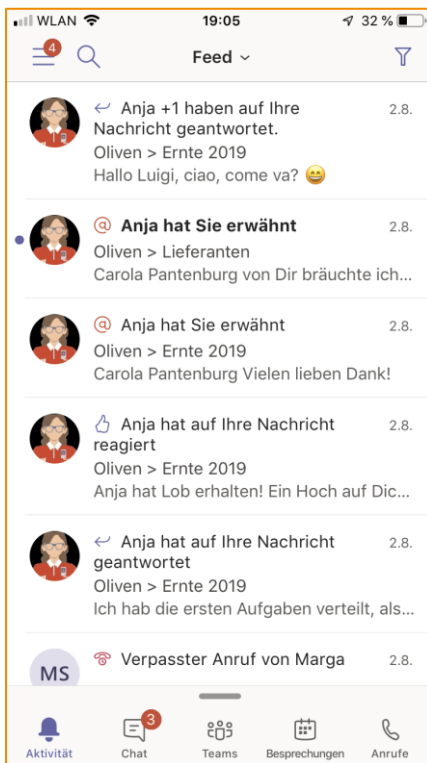 WLAN 19:05 32 %
4
Feed
Anja +1 haben auf Ihre 2.8.
Nachricht geantwortet.
Oliven > Ernte 2019
Hallo Luigi, ciao, come va? 😄
@ Anja hat Sie erwähnt 2.8.
Oliven > Lieferanten
Carola Pantenburg von Dir bräuchte ich...
@ Anja hat Sie erwähnt 2.8.
Oliven > Ernte 2019
Carola Pantenburg Vielen lieben Dank!
Anja hat auf Ihre Nachricht 2.8.
reagiert
Oliven > Ernte 2019
Anja hat Lob erhalten! Ein Hoch auf Dic...
Anja hat auf Ihre Nachricht 2.8.
geantwortet
Oliven > Ernte 2019
Ich hab die ersten Aufgaben verteilt, als...
MS Verpasster Anruf von Marga 2.8.
3
Aktivität Chat Teams Besprechungen Anrufe